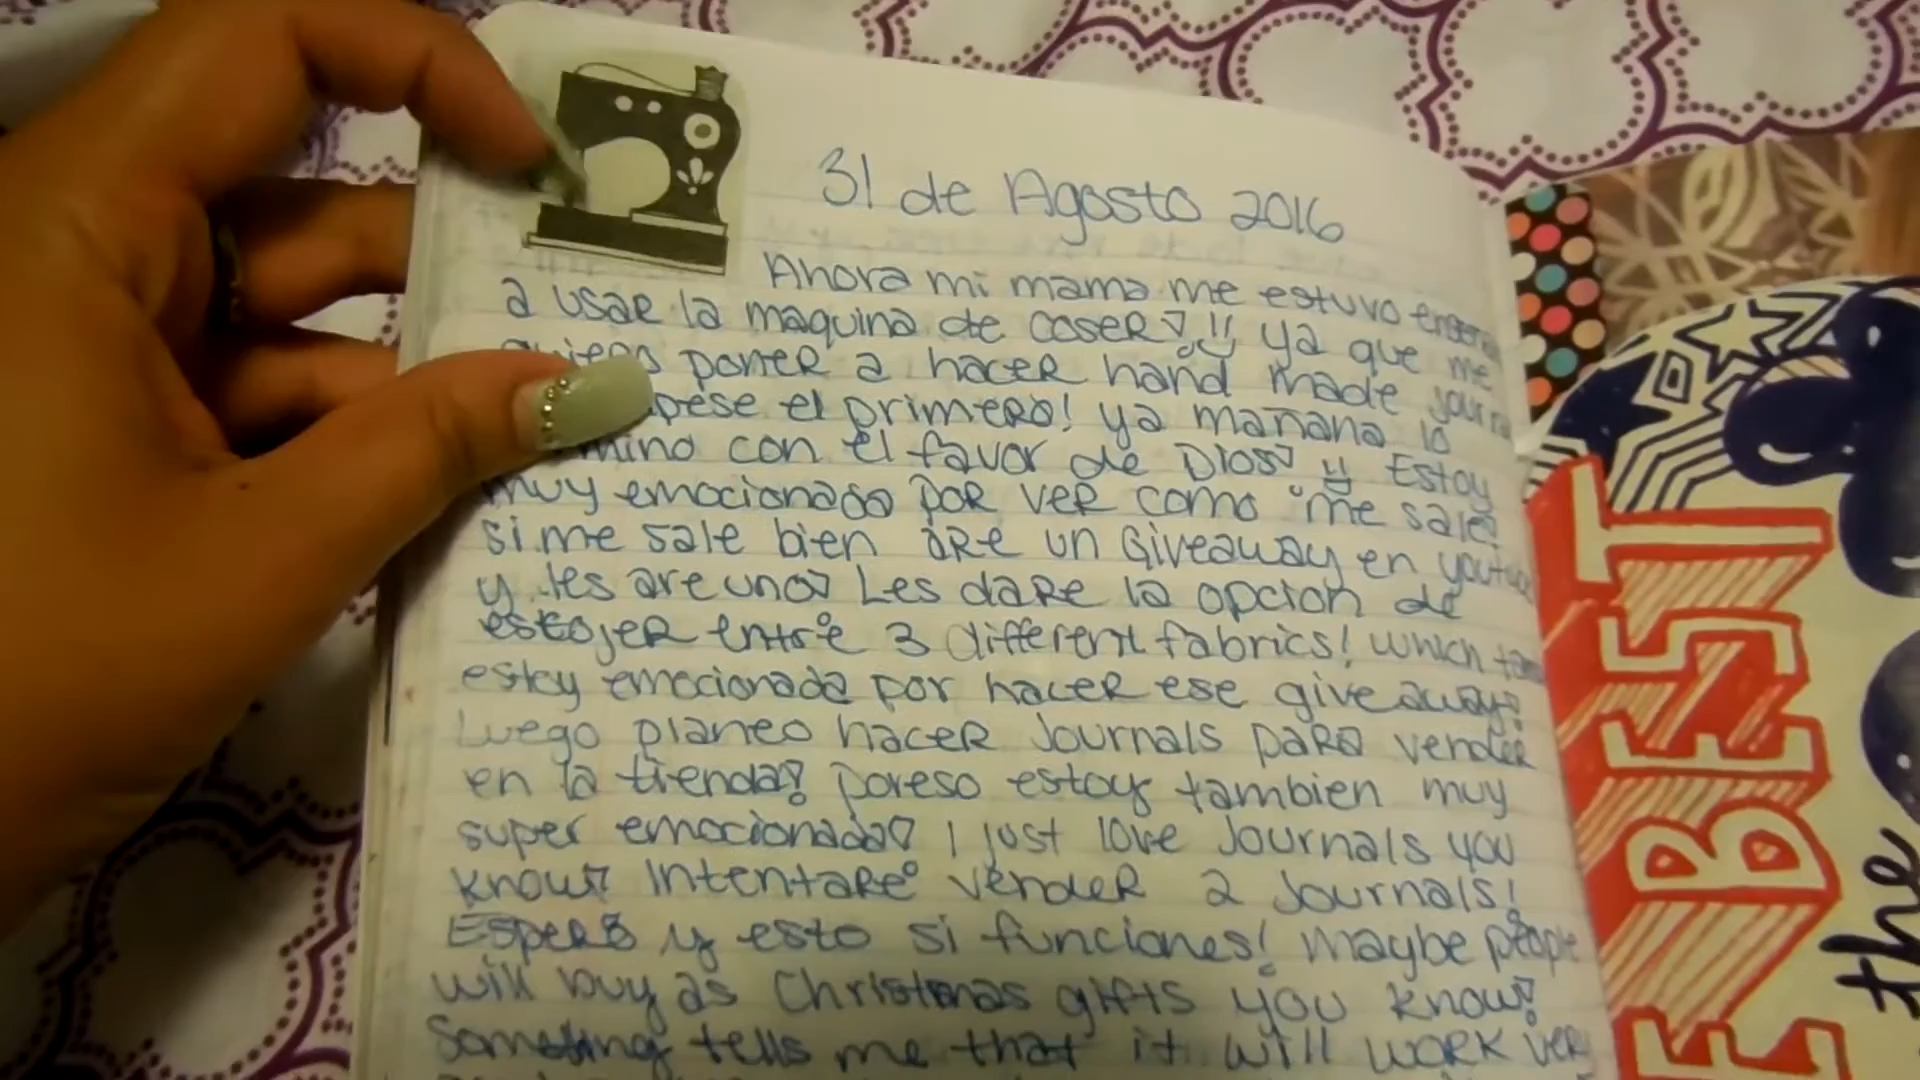 31 de Agosto 2016
Ahora mi mama me estuvo
a usar la maquina de coser!! ya que me
quiero poner a hacer hand made
pese el primero! ya mañana lo
mino con el favor de Dios y Estoy
muy emocionada por ver como me sale!
si me sale bien are un Giveaway en
y les are uno Les dare la opcion de
escojer entre 3 different fabrics! which
estoy emocionada por hacer ese giveaway!
Luego planeo hacer Journals para vender
en la tienda! poreso estoy tambien muy
super emocionada I just love Journals you
know? Intentare vender 2 Journals!
Espero y esto si funciones! maybe people
will buy as Christmas gifts you know?
Something tells me that it will work very
BEST
the